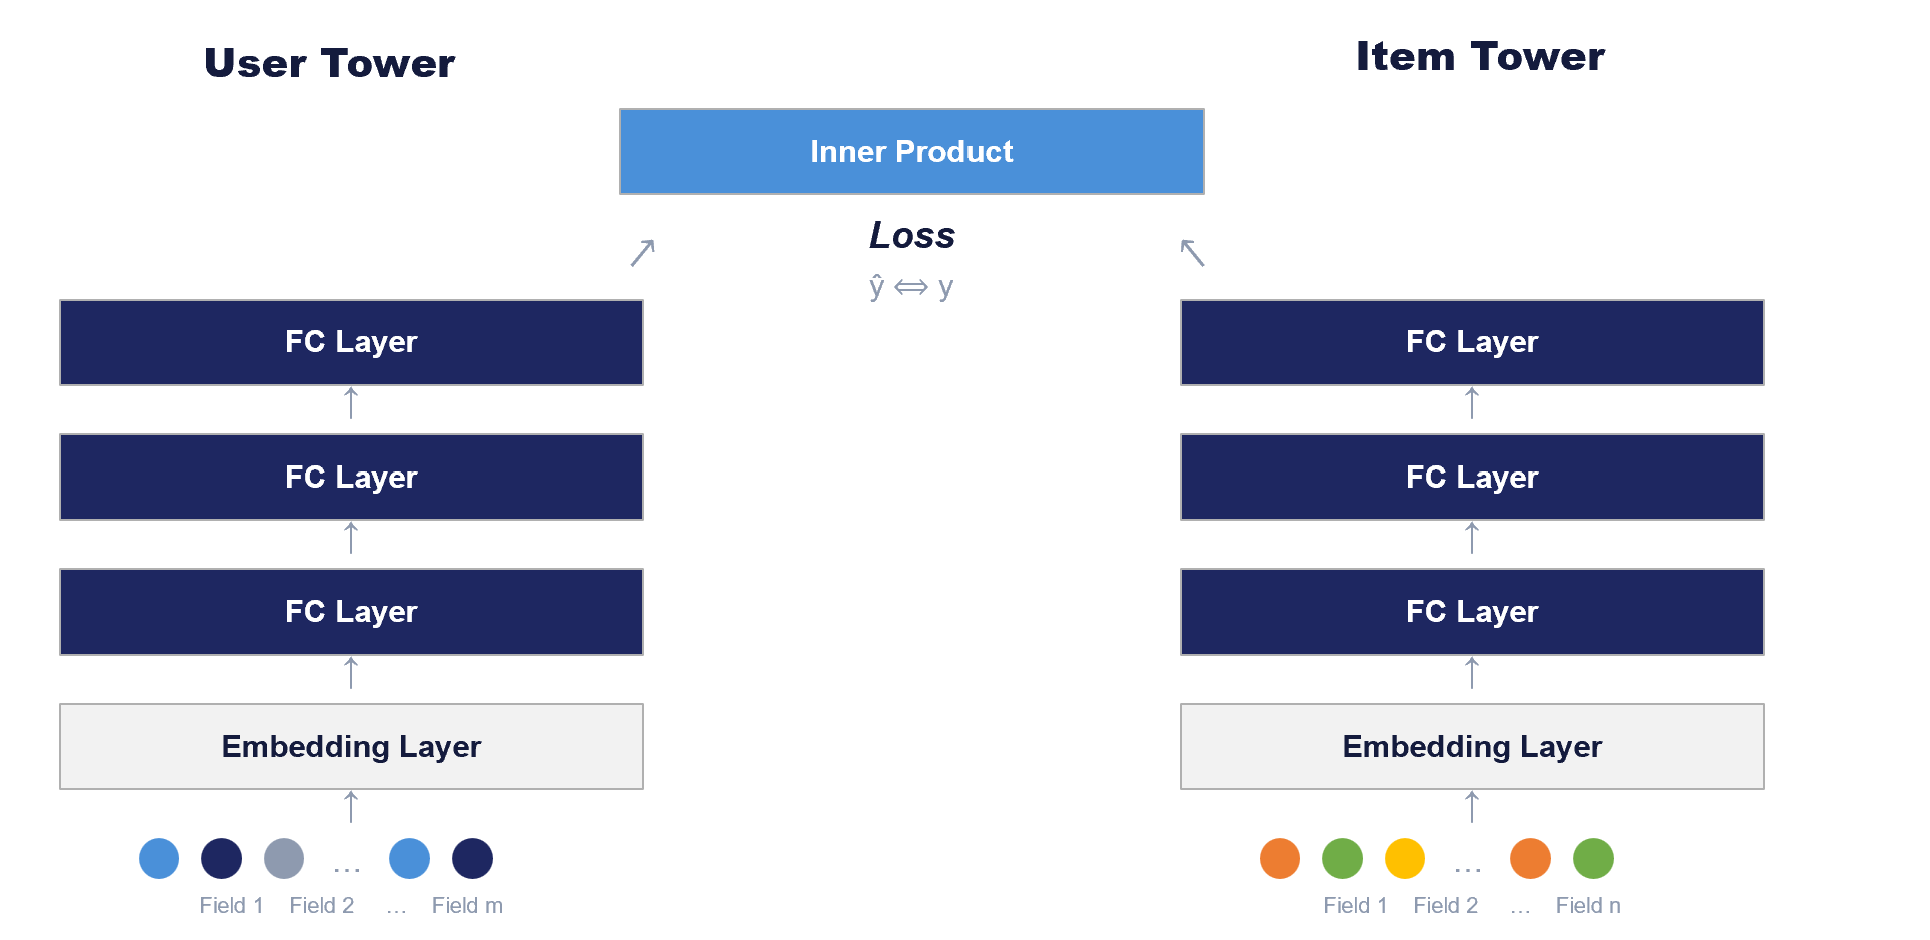 User Tower
Item Tower
Inner Product
Loss
ŷ ⟺ y
FC Layer
FC Layer
FC Layer
Embedding Layer
...
Field 1 Field 2 ... Field m
FC Layer
FC Layer
FC Layer
Embedding Layer
...
Field 1 Field 2 ... Field n